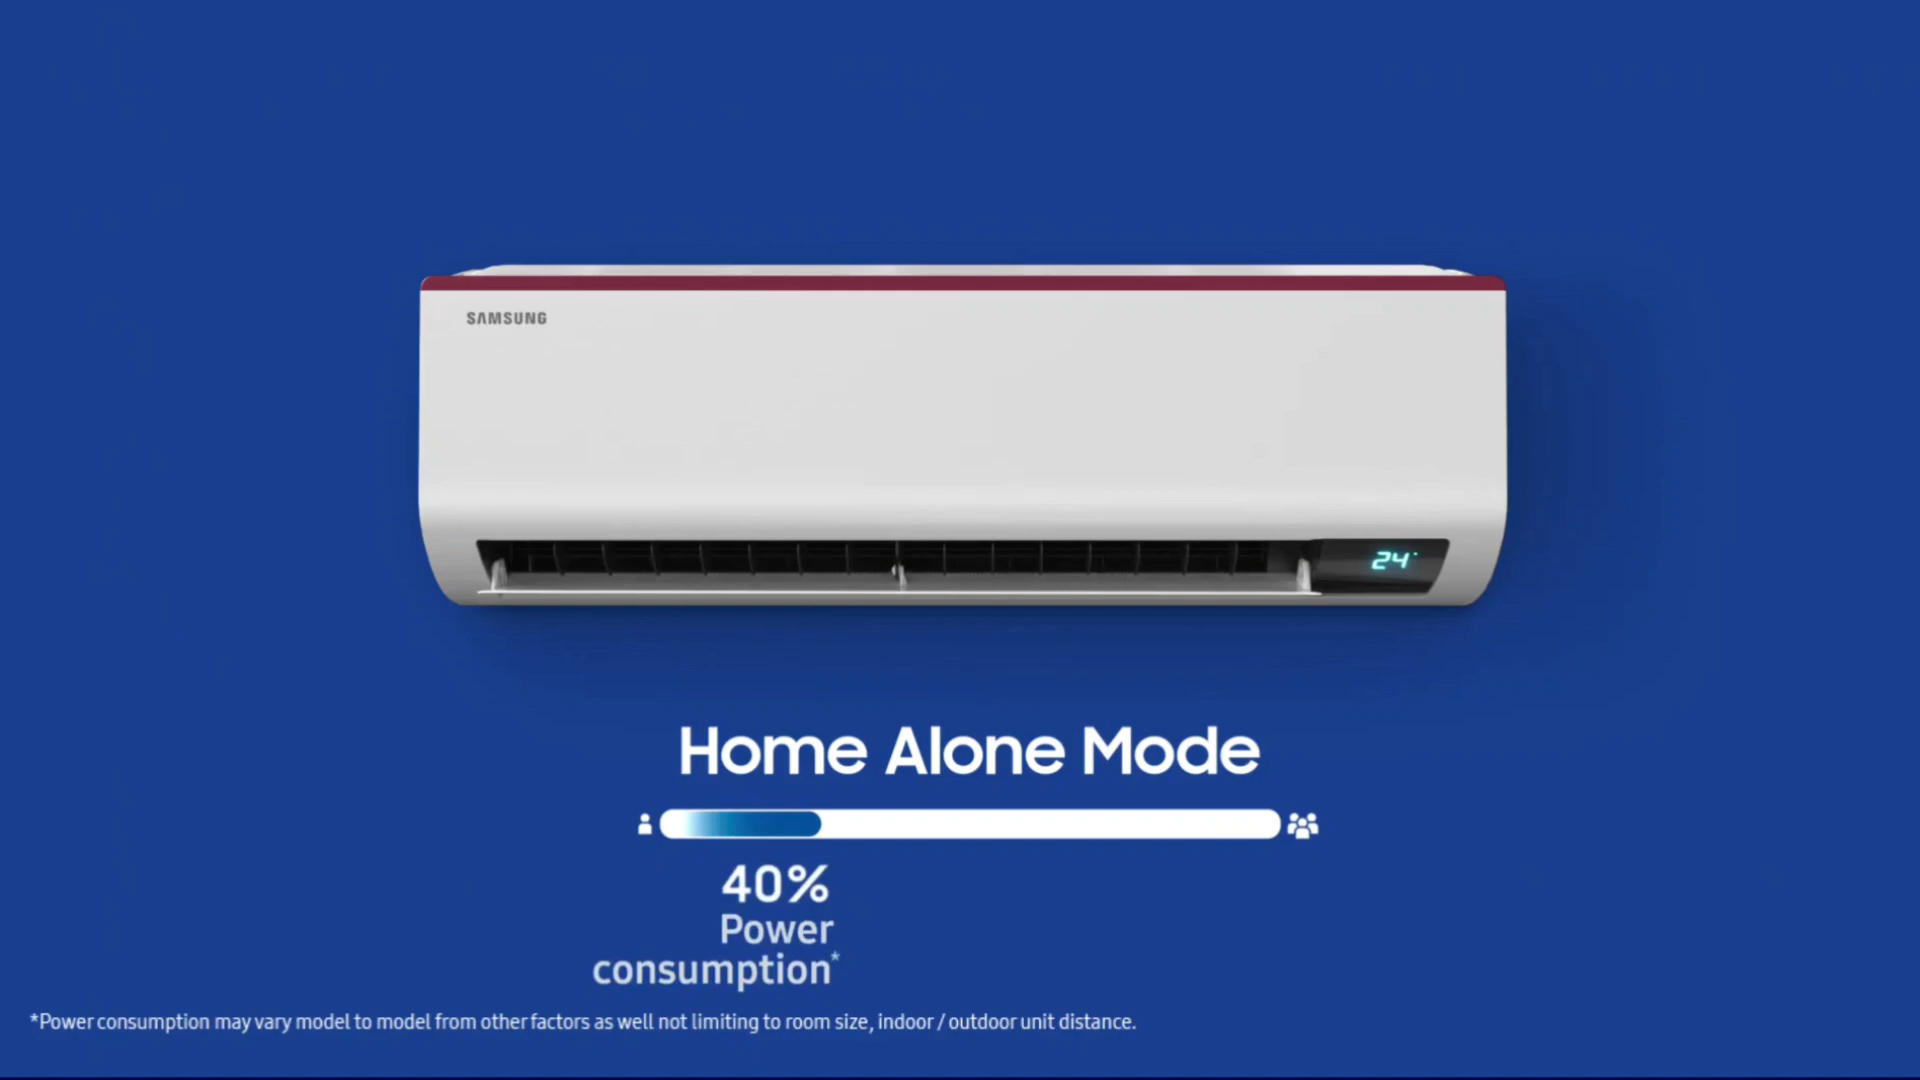 SAMSUNG
24°
Home Alone Mode
40%
Power
consumption*
*Power consumption may vary model to model from other factors as well not limiting to room size, indoor / outdoor unit distance.